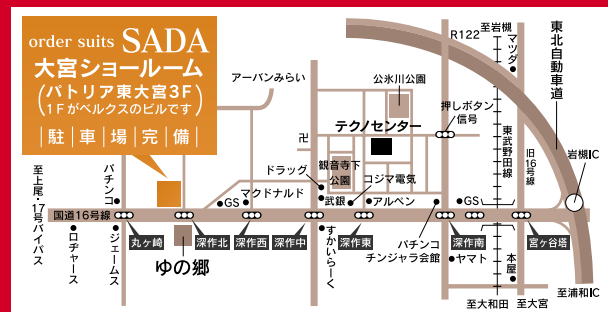 order suits SADA
大宮ショールーム
(パトリア東大宮3F
1Fがベルクスのビルです)
|駐|車|場|完|備|
アーバンみらい
卍
公氷川公園
テクノセンター
押しボタン
信号
R122
至岩槻
マツダ
東北自動車道
東武野田線
旧16号線
岩槻IC
至上尾・17号バイパス
パチンコ
GS
マクドナルド
ドラッグ
観音寺下
公園
武銀
コジマ電気
アルペン
GS
国道16号線
ロヂャース
ジェームス
丸ヶ崎
ゆの郷
深作北
深作西
深作中
すかいらーく
深作東
パチンコ
チンジャラ会館
深作南
ヤマト
本屋
宮ヶ谷塔
至大和田
至大宮
至浦和IC